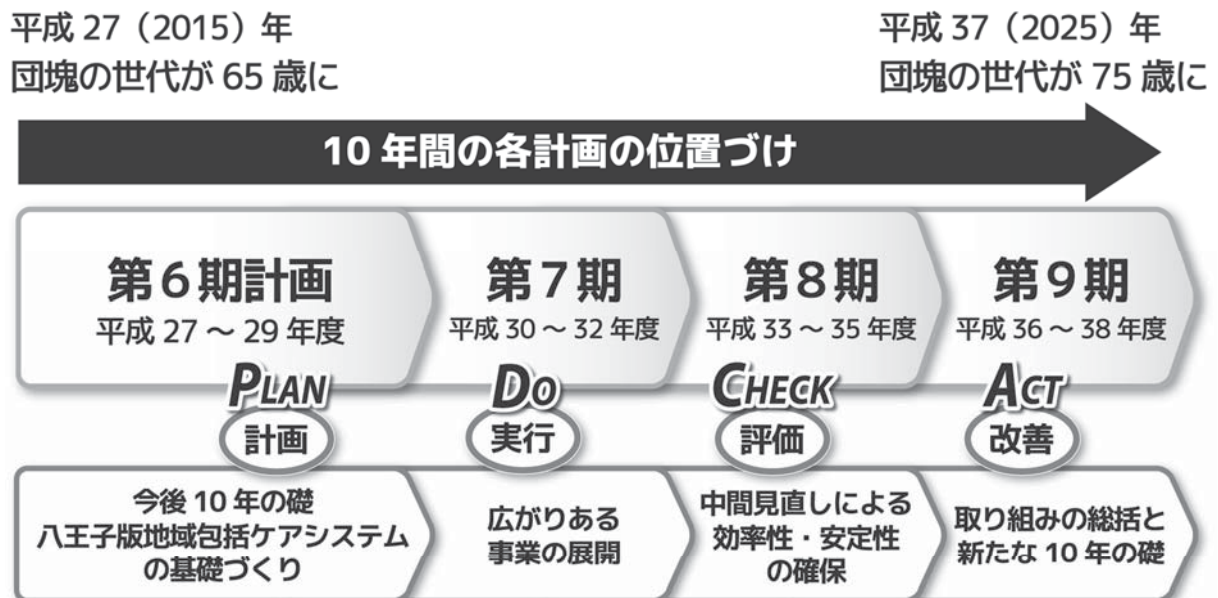 平成 27（2015）年
団塊の世代が 65 歳に
平成 37（2025）年
団塊の世代が 75 歳に
10 年間の各計画の位置づけ
第６期計画
平成 27 ～ 29 年度
第７期
平成 30 ～ 32 年度
第８期
平成 33 ～ 35 年度
第９期
平成 36 ～ 38 年度
PLAN
計画
DO
実行
CHECK
評価
ACT
改善
今後 10 年の礎
八王子版地域包括ケアシステム
の基礎づくり
広がりある
事業の展開
中間見直しによる
効率性・安定性
の確保
取り組みの総括と
新たな 10 年の礎